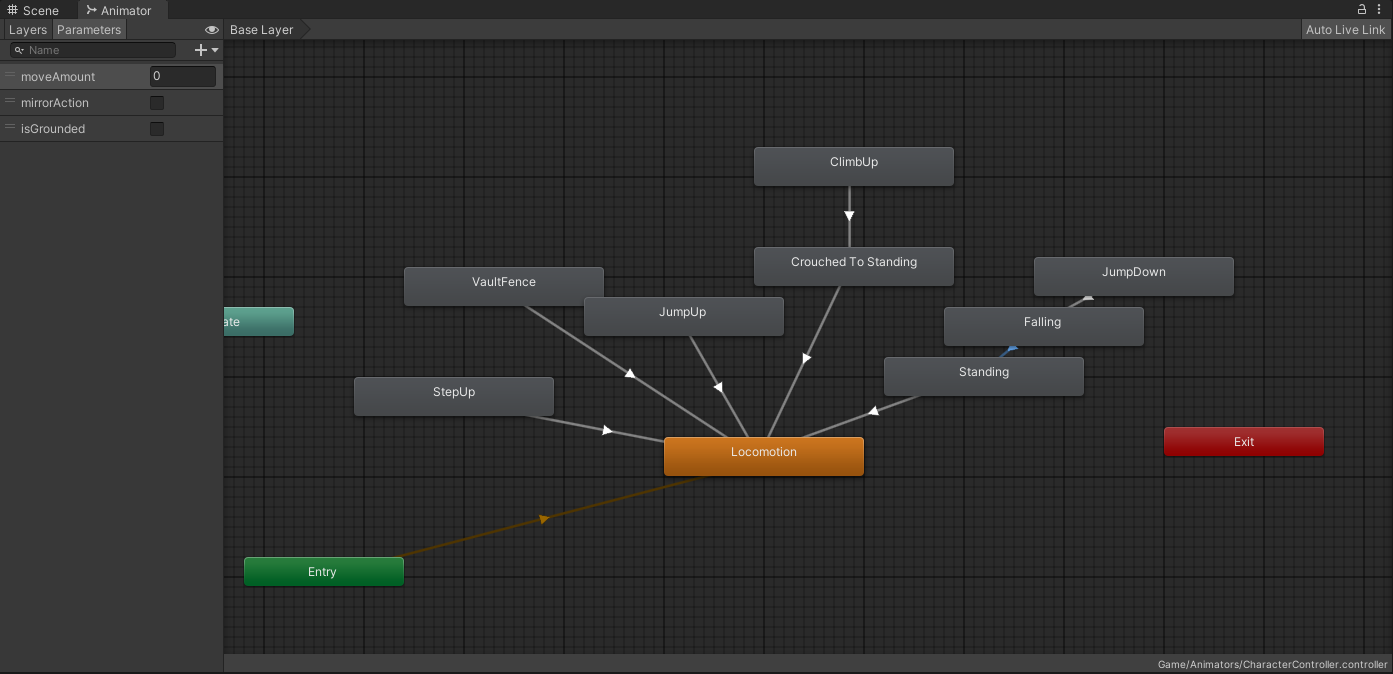 Scene
Animator
Layers
Parameters
Base Layer
Auto Live Link
Name
moveAmount
0
mirrorAction
isGrounded
ClimbUp
Crouched To Standing
JumpDown
VaultFence
JumpUp
Falling
ate
Standing
StepUp
Exit
Locomotion
Entry
Game/Animators/CharacterController.controller